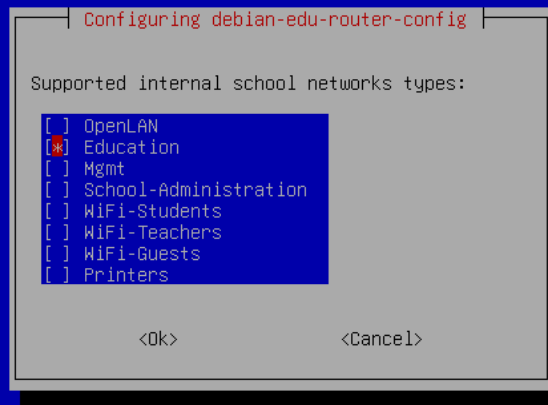 Configuring debian-edu-router-config
Supported internal school networks types:
[ ] OpenLAN
[*] Education
[ ] Mgmt
[ ] School-Administration
[ ] WiFi-Students
[ ] WiFi-Teachers
[ ] WiFi-Guests
[ ] Printers
<Ok> <Cancel>